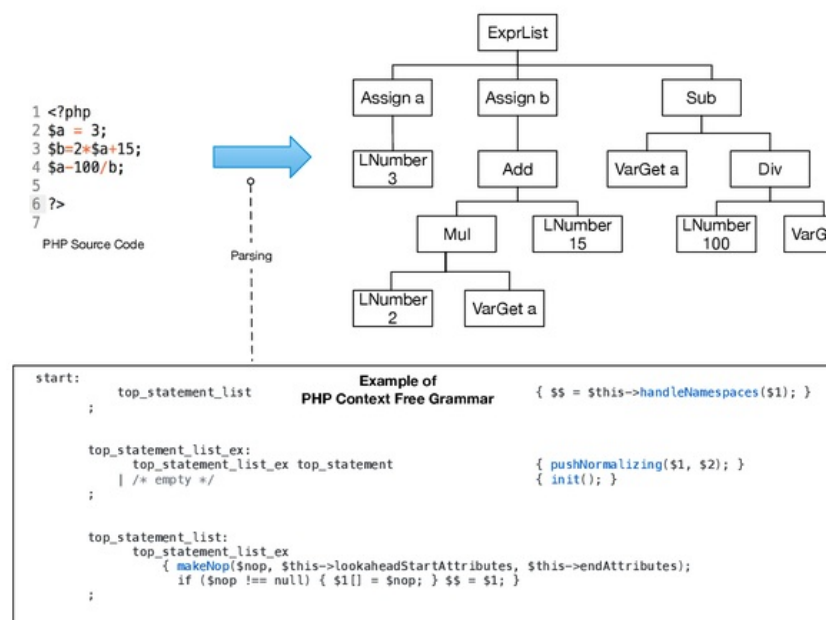 1 <?php
2 $a = 3;
3 $b=2*$a+15;
4 $a-100/b;
5
6 ?>
7
PHP Source Code
Parsing
ExprList
Assign a
Assign b
Sub
LNumber
3
Add
VarGet a
Div
Mul
LNumber
15
LNumber
100
VarG
LNumber
2
VarGet a
Example of
PHP Context Free Grammar
start:
top_statement_list { $$ = $this->handleNamespaces($1); }
;
top_statement_list_ex:
top_statement_list_ex top_statement { pushNormalizing($1, $2); }
| /* empty */ { init(); }
;
top_statement_list:
top_statement_list_ex
{ makeNop($nop, $this->lookaheadStartAttributes, $this->endAttributes);
if ($nop !== null) { $1[] = $nop; } $$ = $1; }
;